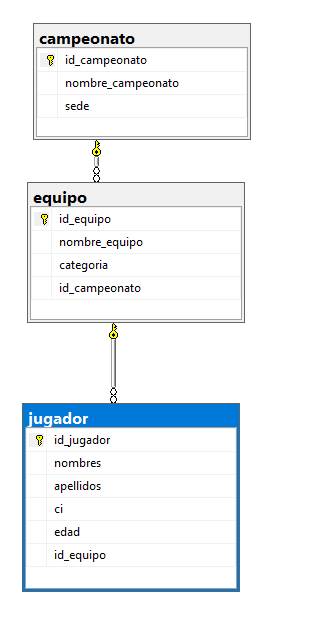 campeonato
id_campeonato
nombre_campeonato
sede
equipo
id_equipo
nombre_equipo
categoria
id_campeonato
jugador
id_jugador
nombres
apellidos
ci
edad
id_equipo